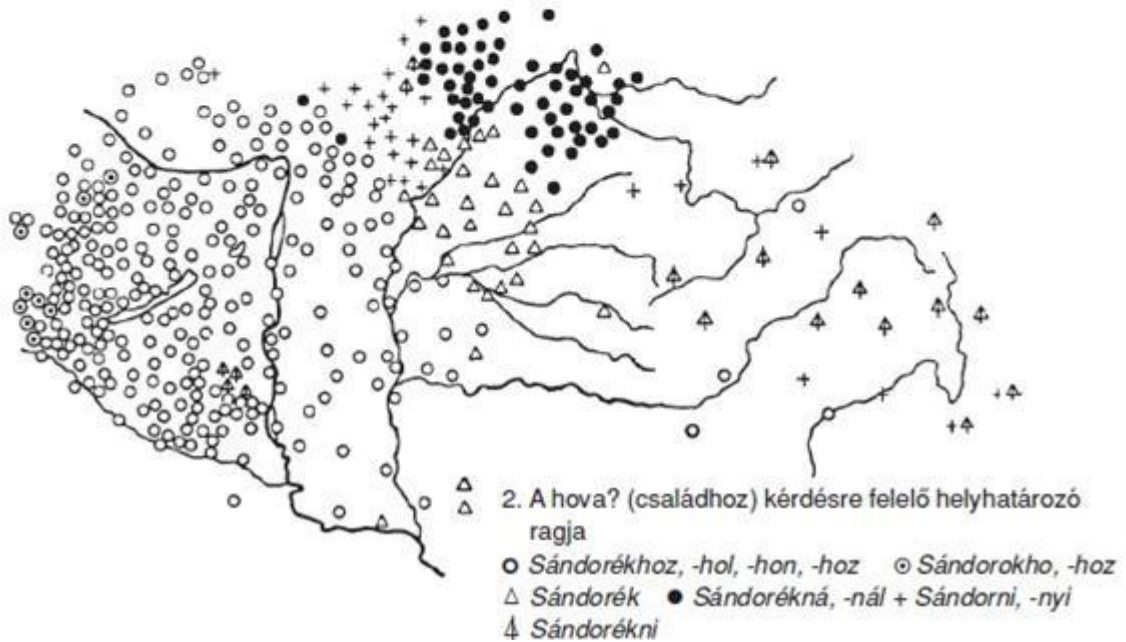 2. A hova? (családhoz) kérdésre felelő helyhatározó
ragja
Sándorékhoz, -hol, -hon, -hoz Sándorokho, -hoz
Sándorék Sándorékná, -nál + Sándorni, -nyi
Sándorékni